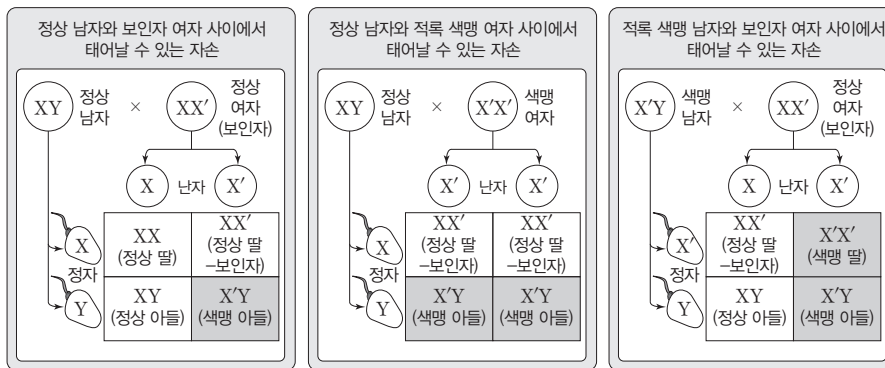 정상 남자와 보인자 여자 사이에서
태어날 수 있는 자손
XY 정상 남자 × XX′ 정상 여자 (보인자)
X 난자 X′
정자
X
XX
(정상 딸)
XX′
(정상 딸
–보인자)
Y
XY
(정상 아들)
X′Y
(색맹 아들)
정상 남자와 적록 색맹 여자 사이에서
태어날 수 있는 자손
XY 정상 남자 × X′X′ 색맹 여자
X′ 난자 X′
정자
X
XX′
(정상 딸
–보인자)
XX′
(정상 딸
–보인자)
Y
X′Y
(색맹 아들)
X′Y
(색맹 아들)
적록 색맹 남자와 보인자 여자 사이에서
태어날 수 있는 자손
X′Y 색맹 남자 × XX′ 정상 여자 (보인자)
X 난자 X′
정자
X′
XX′
(정상 딸
–보인자)
X′X′
(색맹 딸)
Y
XY
(정상 아들)
X′Y
(색맹 아들)